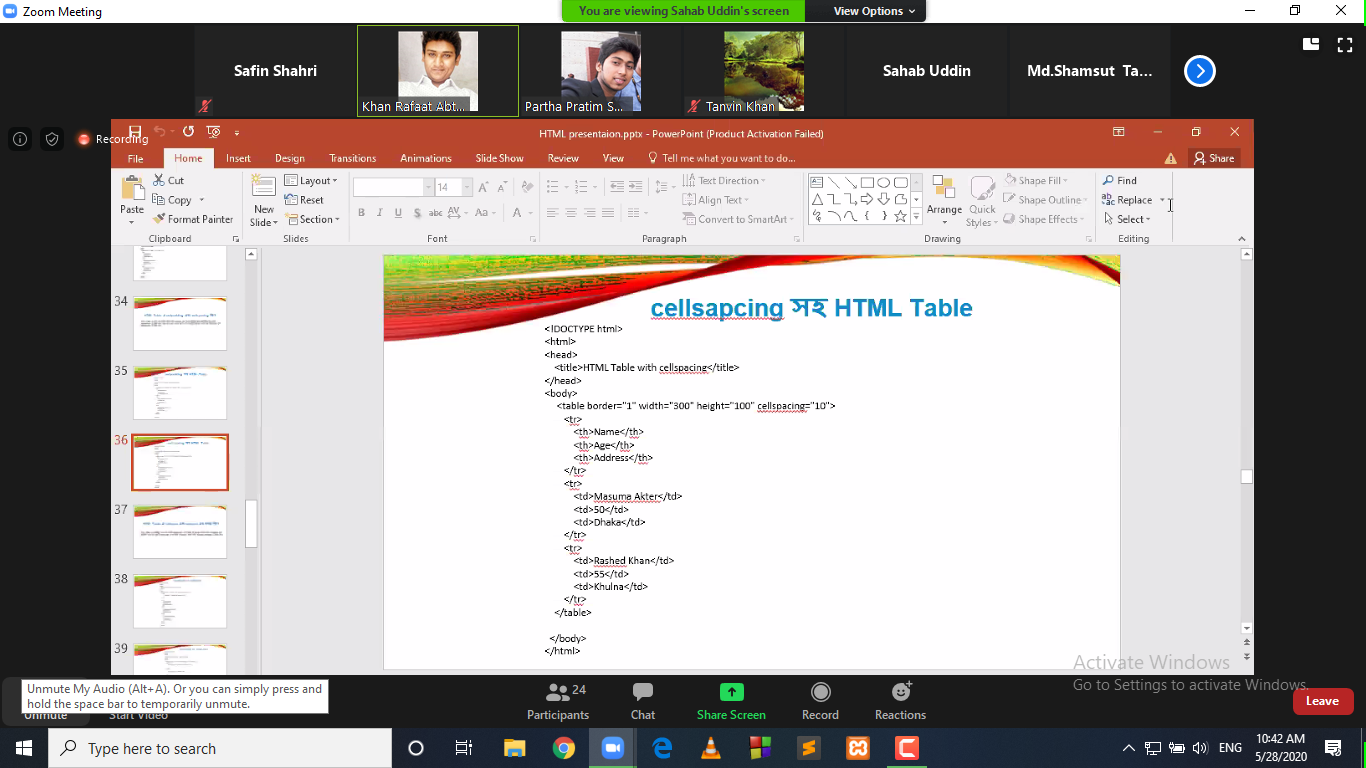 Zoom Meeting
You are viewing Sahab Uddin's screen
View Options
Safin Shahri
Khan Rafaat Abt...
Partha Pratim S...
Tanvin Khan
Sahab Uddin
Md.Shamsut Ta...
Recording
HTML presentaion.pptx - PowerPoint (Product Activation Failed)
File Home Insert Design Transitions Animations Slide Show Review View Tell me what you want to do... Share
Paste
Cut
Copy
Format Painter
Clipboard
New Slide
Layout
Reset
Section
Slides
14
Font
Text Direction
Align Text
Convert to SmartArt
Paragraph
Arrange
Quick Styles
Shape Fill
Shape Outline
Shape Effects
Drawing
Find
Replace
Select
Editing
34
35
36
37
38
39
cellsapcing সহ HTML Table
<!DOCTYPE html>
<html>
<head>
<title>HTML Table with cellspacing</title>
</head>
<body>
<table border="1" width="300" height="100" cellspacing="10">
<tr>
<th>Name</th>
<th>Age</th>
<th>Address</th>
</tr>
<tr>
<td>Masuma Akter</td>
<td>50</td>
<td>Dhaka</td>
</tr>
<tr>
<td>Rashed Khan</td>
<td>55</td>
<td>Khulna</td>
</tr>
</table>
</body>
</html>
Activate Windows
Go to Settings to activate Windows.
Unmute My Audio (Alt+A). Or you can simply press and
hold the space bar to temporarily unmute.
Unmute
Start Video
24
Participants
Chat
Share Screen
Record
Reactions
Leave
Type here to search
ENG
10:42 AM
5/28/2020